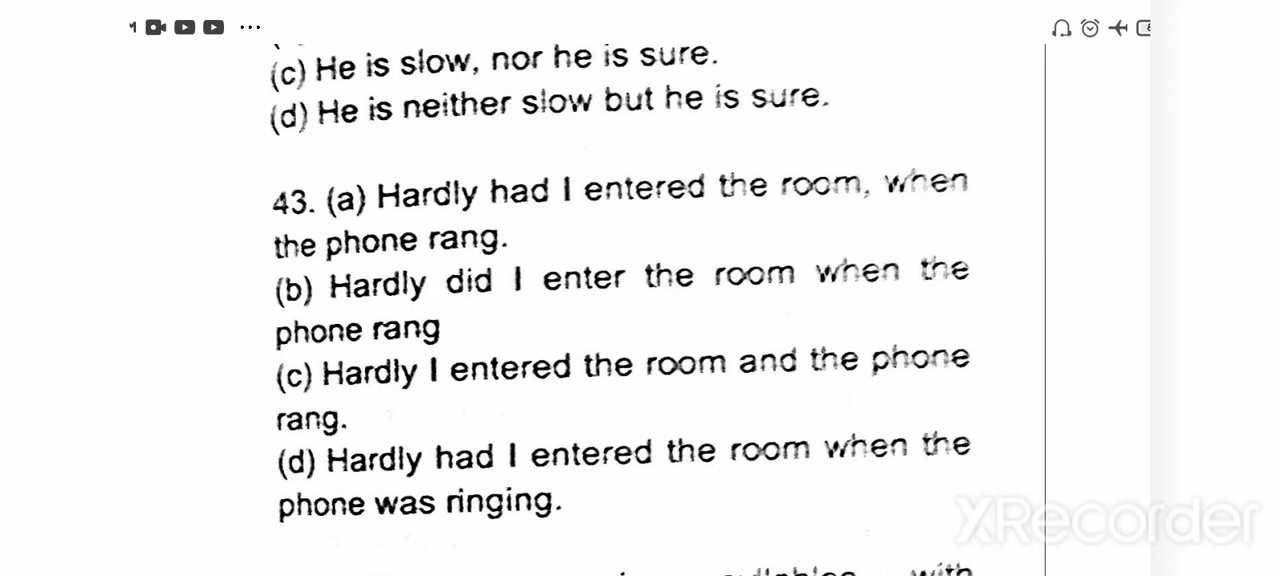 (c) He is slow, nor he is sure.
(d) He is neither slow but he is sure.
43. (a) Hardly had I entered the room, when
the phone rang.
(b) Hardly did I enter the room when the
phone rang
(c) Hardly I entered the room and the phone
rang.
(d) Hardly had I entered the room when the
phone was ringing.
XRecorder
with